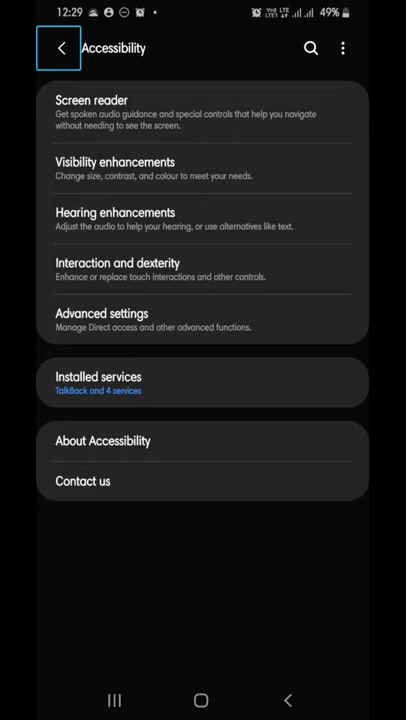 12:29
VoLTE1 LTE 49%
Accessibility
Screen reader
Get spoken audio guidance and special controls that help you navigate
without needing to see the screen.
Visibility enhancements
Change size, contrast, and colour to meet your needs.
Hearing enhancements
Adjust the audio to help your hearing, or use alternatives like text.
Interaction and dexterity
Enhance or replace touch interactions and other controls.
Advanced settings
Manage Direct access and other advanced functions.
Installed services
TalkBack and 4 services
About Accessibility
Contact us